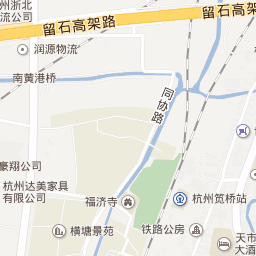 州浙北
流公司
留石高架路
留石高架
润源物流
南黄港桥
同协路
豪翔公司
杭州达美家具
有限公司
福济寺
杭州笕桥站
横塘景苑
铁路公房
天市
大酒